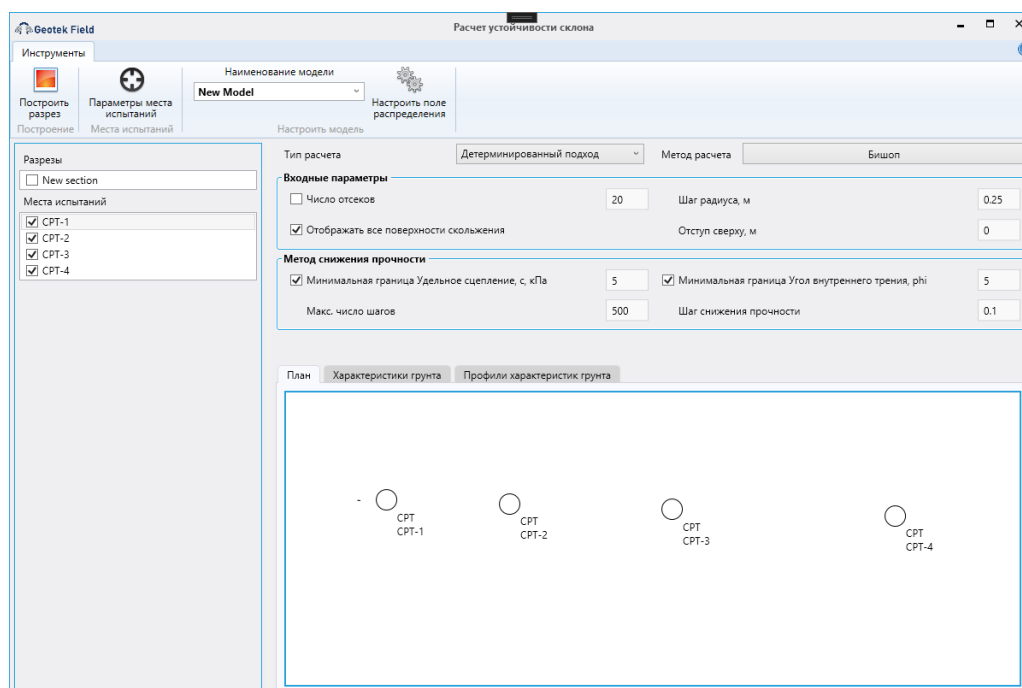 Geotek Field
Расчет устойчивости склона
Инструменты
Построить разрез
Параметры места испытаний
Наименование модели
New Model
Настроить поле распределения
Построение
Места испытаний
Настроить модель
Разрезы
New section
Места испытаний
CPT-1
CPT-2
CPT-3
CPT-4
Тип расчета
Детерминированный подход
Метод расчета
Бишоп
Входные параметры
Число отсеков
20
Шаг радиуса, м
0.25
Отображать все поверхности скольжения
Отступ сверху, м
0
Метод снижения прочности
Минимальная граница Удельное сцепление, c, кПа
5
Минимальная граница Угол внутреннего трения, phi
5
Макс. число шагов
500
Шаг снижения прочности
0.1
План
Характеристики грунта
Профили характеристик грунта
-
CPT
CPT-1
CPT
CPT-2
CPT
CPT-3
CPT
CPT-4